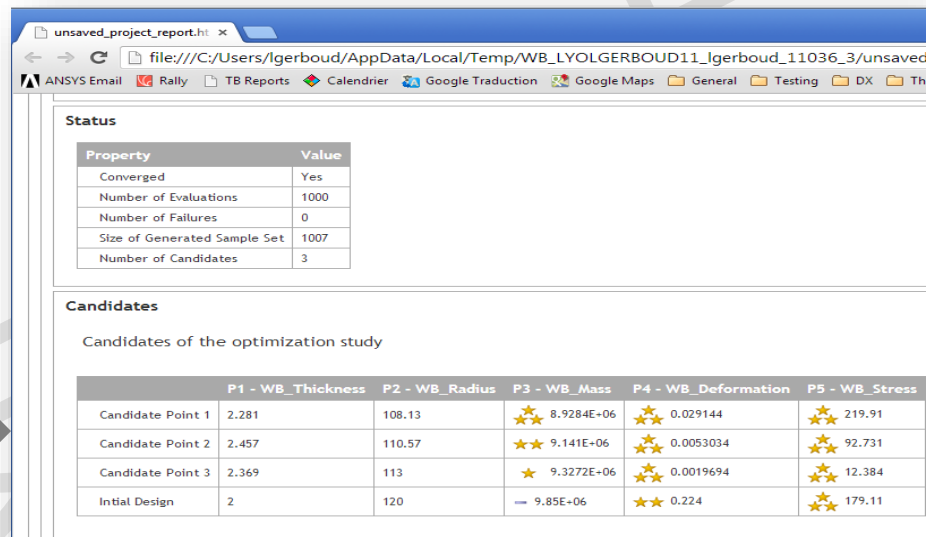 unsaved_project_report.ht ×
file:///C:/Users/lgerboud/AppData/Local/Temp/WB_LYOLGERBOUD11_lgerboud_11036_3/unsaved
ANSYS Email Rally TB Reports Calendrier Google Traduction Google Maps General Testing DX Th
Status
Property Value
Converged Yes
Number of Evaluations 1000
Number of Failures 0
Size of Generated Sample Set 1007
Number of Candidates 3
Candidates
Candidates of the optimization study
P1 - WB_Thickness P2 - WB_Radius P3 - WB_Mass P4 - WB_Deformation P5 - WB_Stress
Candidate Point 1 2.281 108.13 8.9284E+06 0.029144 219.91
Candidate Point 2 2.457 110.57 9.141E+06 0.0053034 92.731
Candidate Point 3 2.369 113 9.3272E+06 0.0019694 12.384
Intial Design 2 120 9.85E+06 0.224 179.11